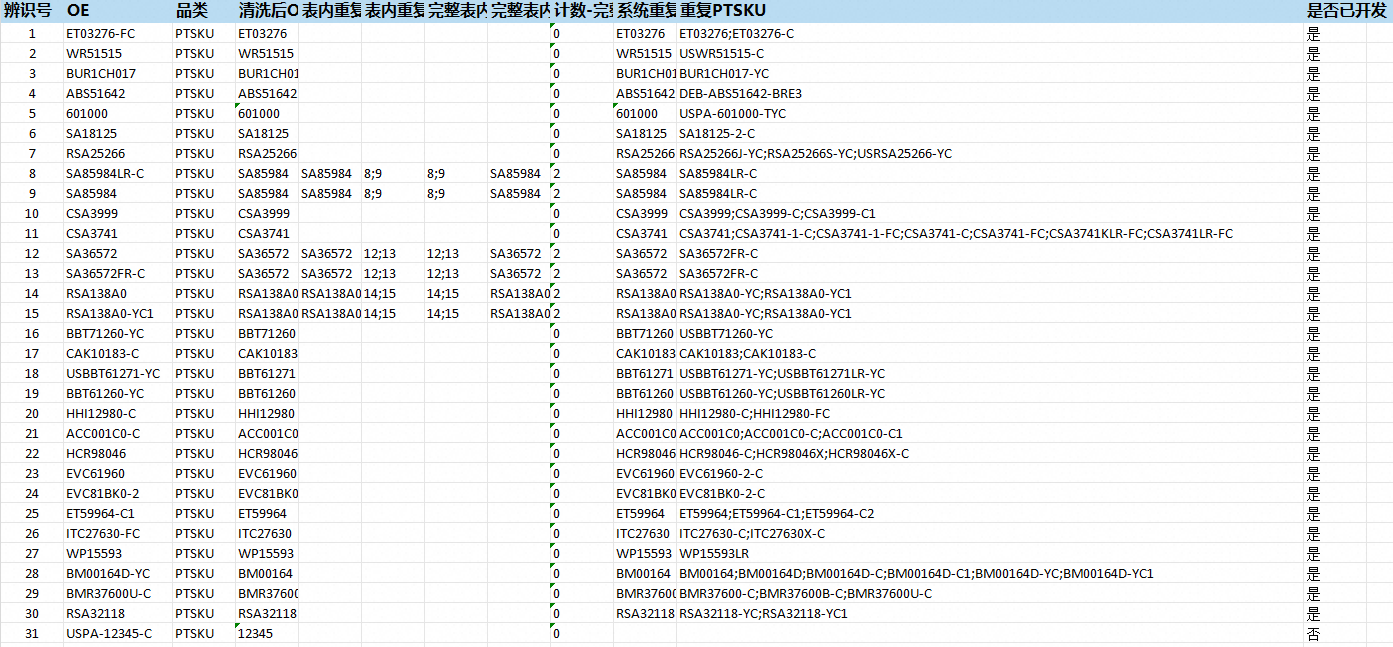 辨识号 OE 品类 清洗后O 表内重复 表内重复 完整表内 完整表内 计数-完整 系统重复 重复PTSKU 是否已开发
1 ET03276-FC PTSKU ET03276 0 ET03276 ET03276;ET03276-C 是
2 WR51515 PTSKU WR51515 0 WR51515 USWR51515-C 是
3 BUR1CH017 PTSKU BUR1CH01 0 BUR1CH01 BUR1CH017-YC 是
4 ABS51642 PTSKU ABS51642 0 ABS51642 DEB-ABS51642-BRE3 是
5 601000 PTSKU 601000 0 601000 USPA-601000-TYC 是
6 SA18125 PTSKU SA18125 0 SA18125 SA18125-2-C 是
7 RSA25266 PTSKU RSA25266 0 RSA25266 RSA25266J-YC;RSA25266S-YC;USRSA25266-YC 是
8 SA85984LR-C PTSKU SA85984 SA85984 8;9 8;9 SA85984 2 SA85984 SA85984LR-C 是
9 SA85984 PTSKU SA85984 SA85984 8;9 8;9 SA85984 2 SA85984 SA85984LR-C 是
10 CSA3999 PTSKU CSA3999 0 CSA3999 CSA3999;CSA3999-C;CSA3999-C1 是
11 CSA3741 PTSKU CSA3741 0 CSA3741 CSA3741;CSA3741-1-C;CSA3741-1-FC;CSA3741-C;CSA3741-FC;CSA3741KLR-FC;CSA3741LR-FC 是
12 SA36572 PTSKU SA36572 SA36572 12;13 12;13 SA36572 2 SA36572 SA36572FR-C 是
13 SA36572FR-C PTSKU SA36572 SA36572 12;13 12;13 SA36572 2 SA36572 SA36572FR-C 是
14 RSA138A0 PTSKU RSA138A0 RSA138A0 14;15 14;15 RSA138A0 2 RSA138A0 RSA138A0-YC;RSA138A0-YC1 是
15 RSA138A0-YC1 PTSKU RSA138A0 RSA138A0 14;15 14;15 RSA138A0 2 RSA138A0 RSA138A0-YC;RSA138A0-YC1 是
16 BBT71260-YC PTSKU BBT71260 0 BBT71260 USBBT71260-YC 是
17 CAK10183-C PTSKU CAK10183 0 CAK10183 CAK10183;CAK10183-C 是
18 USBBT61271-YC PTSKU BBT61271 0 BBT61271 USBBT61271-YC;USBBT61271LR-YC 是
19 BBT61260-YC PTSKU BBT61260 0 BBT61260 USBBT61260-YC;USBBT61260LR-YC 是
20 HHI12980-C PTSKU HHI12980 0 HHI12980 HHI12980-C;HHI12980-FC 是
21 ACC001C0-C PTSKU ACC001C0 0 ACC001C0 ACC001C0;ACC001C0-C;ACC001C0-C1 是
22 HCR98046 PTSKU HCR98046 0 HCR98046 HCR98046-C;HCR98046X;HCR98046X-C 是
23 EVC61960 PTSKU EVC61960 0 EVC61960 EVC61960-2-C 是
24 EVC81BK0-2 PTSKU EVC81BK0 0 EVC81BK0 EVC81BK0-2-C 是
25 ET59964-C1 PTSKU ET59964 0 ET59964 ET59964;ET59964-C1;ET59964-C2 是
26 ITC27630-FC PTSKU ITC27630 0 ITC27630 ITC27630-C;ITC27630X-C 是
27 WP15593 PTSKU WP15593 0 WP15593 WP15593LR 是
28 BM00164D-YC PTSKU BM00164 0 BM00164 BM00164;BM00164D;BM00164D-C;BM00164D-C1;BM00164D-YC;BM00164D-YC1 是
29 BMR37600U-C PTSKU BMR37600 0 BMR37600 BMR37600-C;BMR37600B-C;BMR37600U-C 是
30 RSA32118 PTSKU RSA32118 0 RSA32118 RSA32118-YC;RSA32118-YC1 是
31 USPA-12345-C PTSKU 12345 0 否